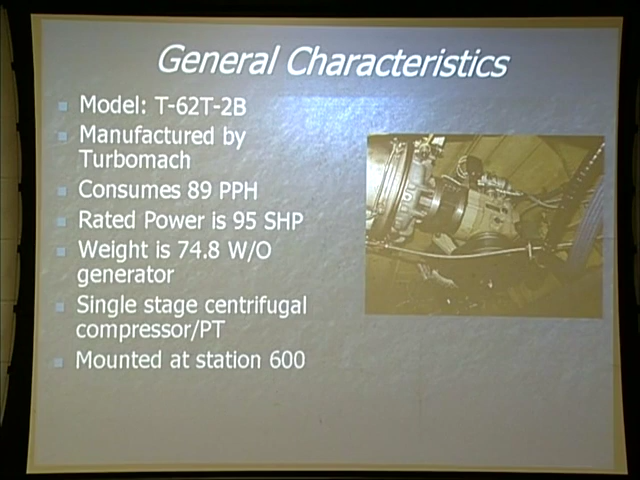 General Characteristics
Model: T-62T-2B
Manufactured by
Turbomach
Consumes 89 PPH
Rated Power is 95 SHP
Weight is 74.8 W/O
generator
Single stage centrifugal
compressor/PT
Mounted at station 600